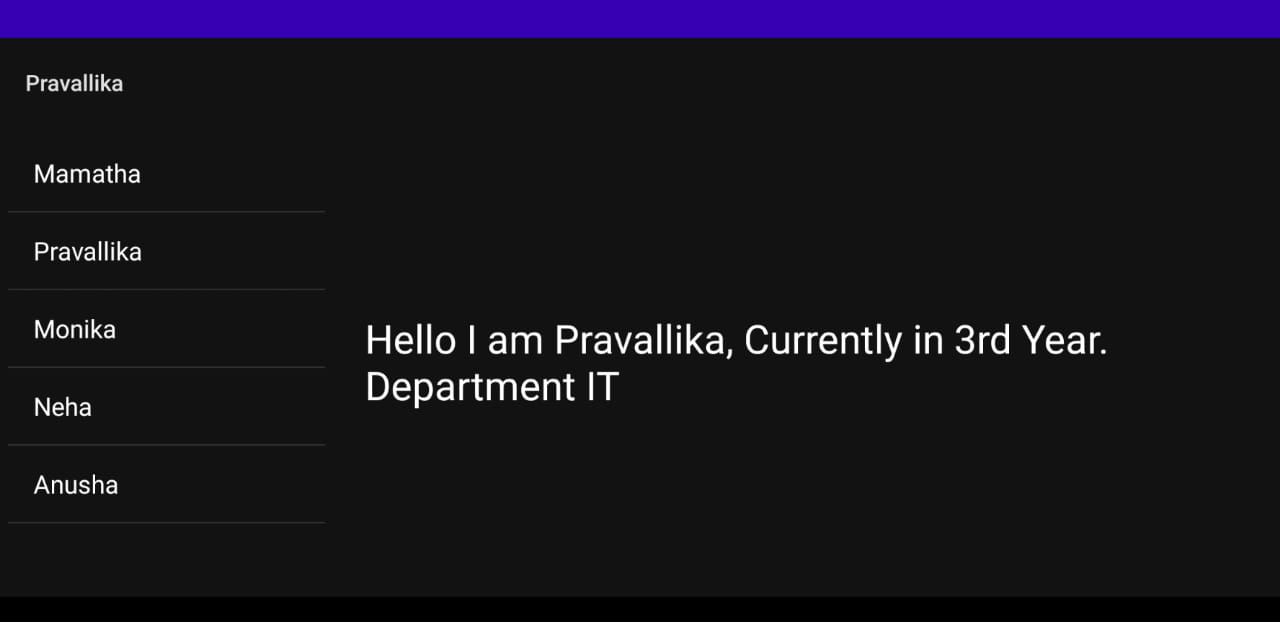 Pravallika
Mamatha
Pravallika
Monika
Neha
Anusha
Hello I am Pravallika, Currently in 3rd Year.
Department IT